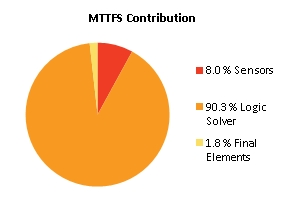 MTTFS Contribution
8.0 % Sensors
90.3 % Logic
Solver
1.8 % Final
Elements